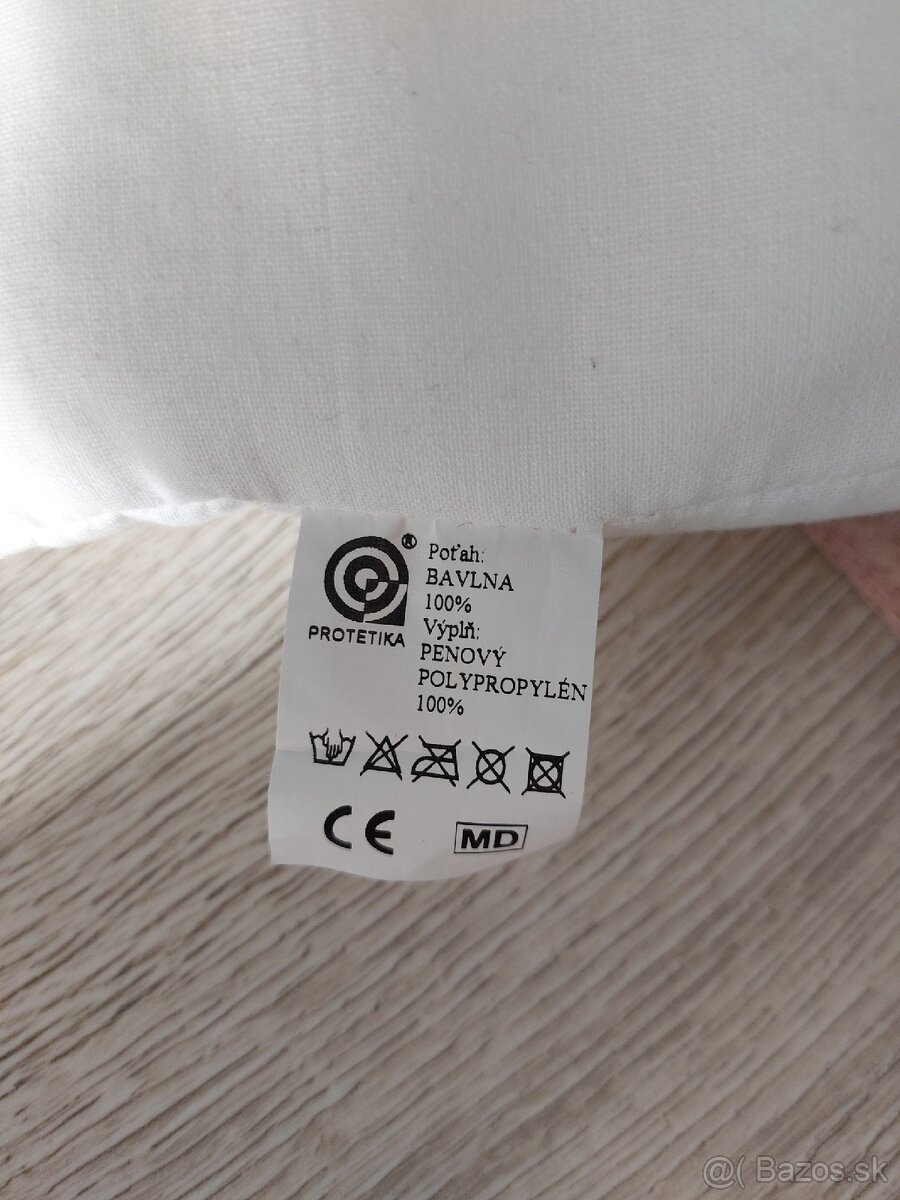 ®
PROTETIKA
Poťah:
BAVLNA
100%
Výplň:
PENOVÝ
POLYPROPYLÉN
100%
CE
MD
@( Bazos.sk